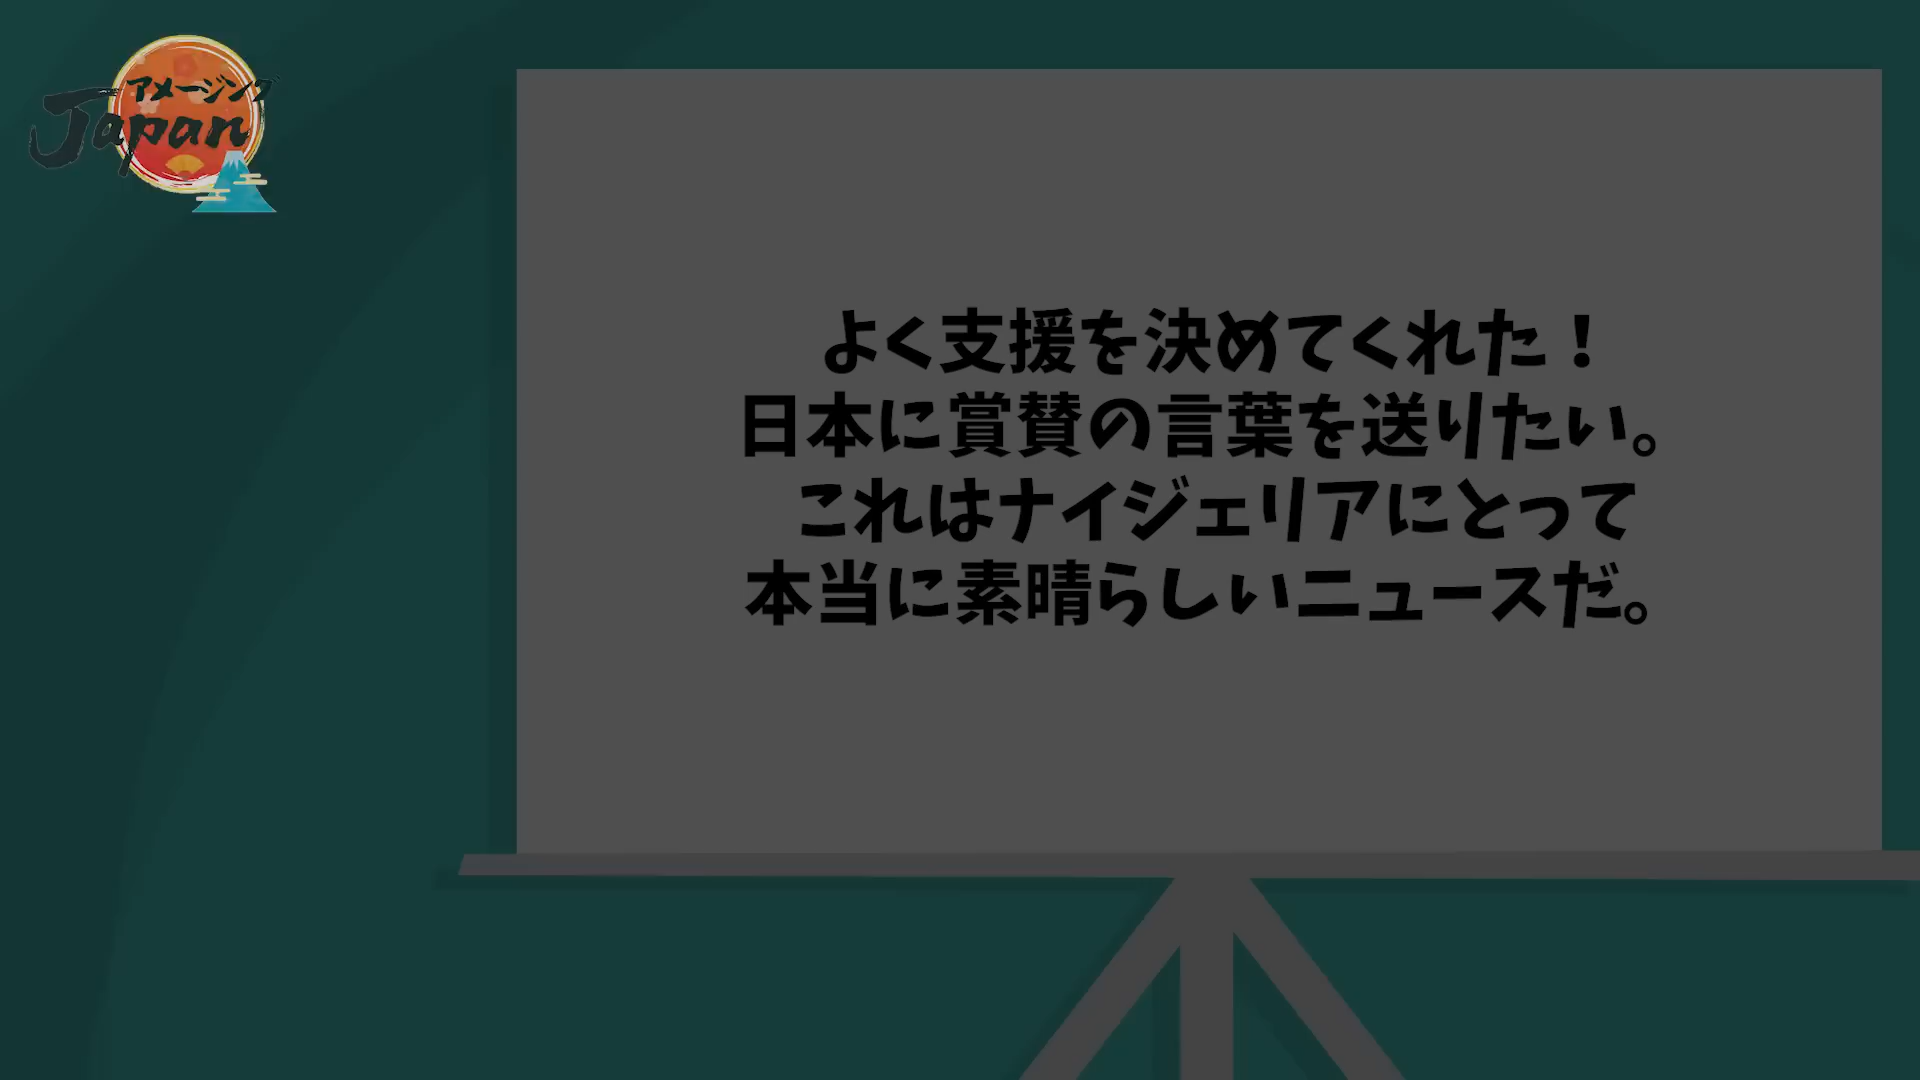 アメージング
Japan
よく支援を決めてくれた！
日本に賞賛の言葉を送りたい。
これはナイジェリアにとって
本当に素晴らしいニュースだ。